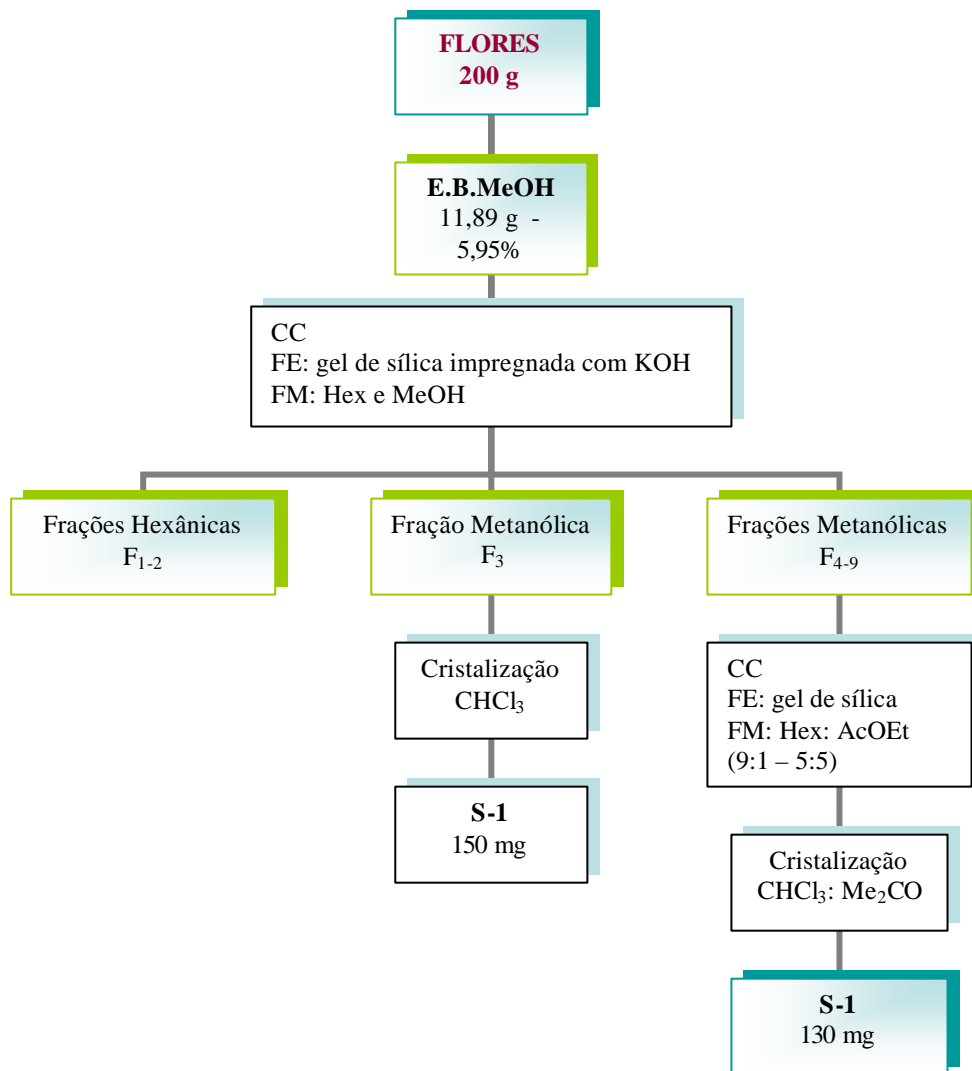 FLORES
200 g
E.B.MeOH
11,89 g -
5,95%
CC
FE: gel de sílica impregnada com KOH
FM: Hex e MeOH
Frações Hexânicas
F1-2
Fração Metanólica
F3
Frações Metanólicas
F4-9
Cristalização
CHCl3
CC
FE: gel de sílica
FM: Hex: AcOEt
(9:1 – 5:5)
S-1
150 mg
Cristalização
CHCl3: Me2CO
S-1
130 mg